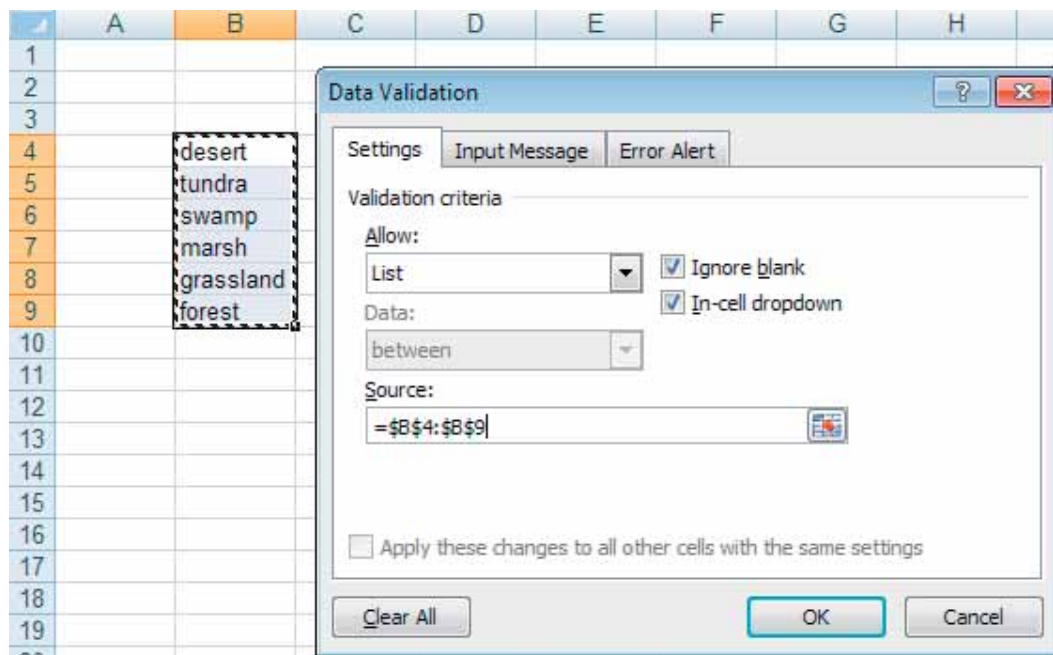 A B C D E F G H
1
2
3
4 desert
5 tundra
6 swamp
7 marsh
8 grassland
9 forest
10
11
12
13
14
15
16
17
18
19
Data Validation
Settings Input Message Error Alert
Validation criteria
Allow:
List
Ignore blank
In-cell dropdown
Data:
between
Source:
=$B$4:$B$9
Apply these changes to all other cells with the same settings
Clear All OK Cancel